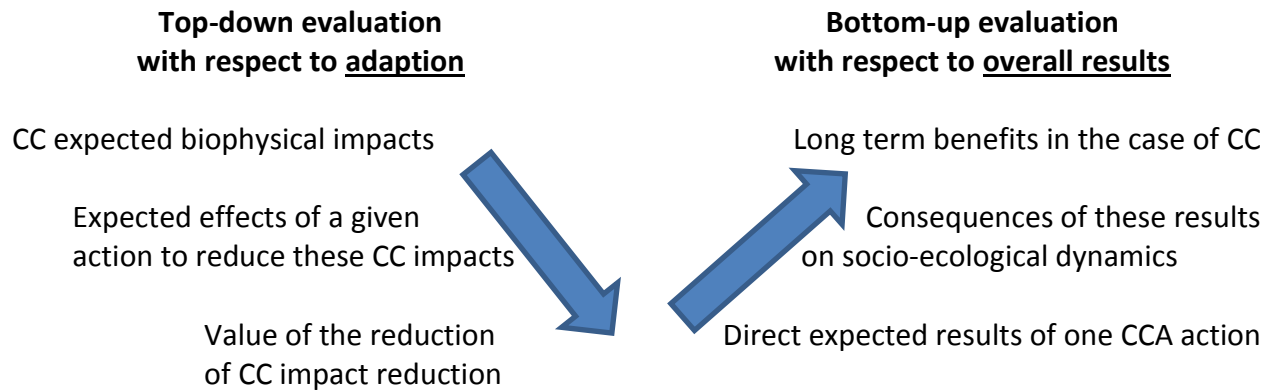 Top-down evaluation
with respect to adaption
CC expected biophysical impacts
Expected effects of a given
action to reduce these CC impacts
Value of the reduction
of CC impact reduction
Bottom-up evaluation
with respect to overall results
Long term benefits in the case of CC
Consequences of these results
on socio-ecological dynamics
Direct expected results of one CCA action